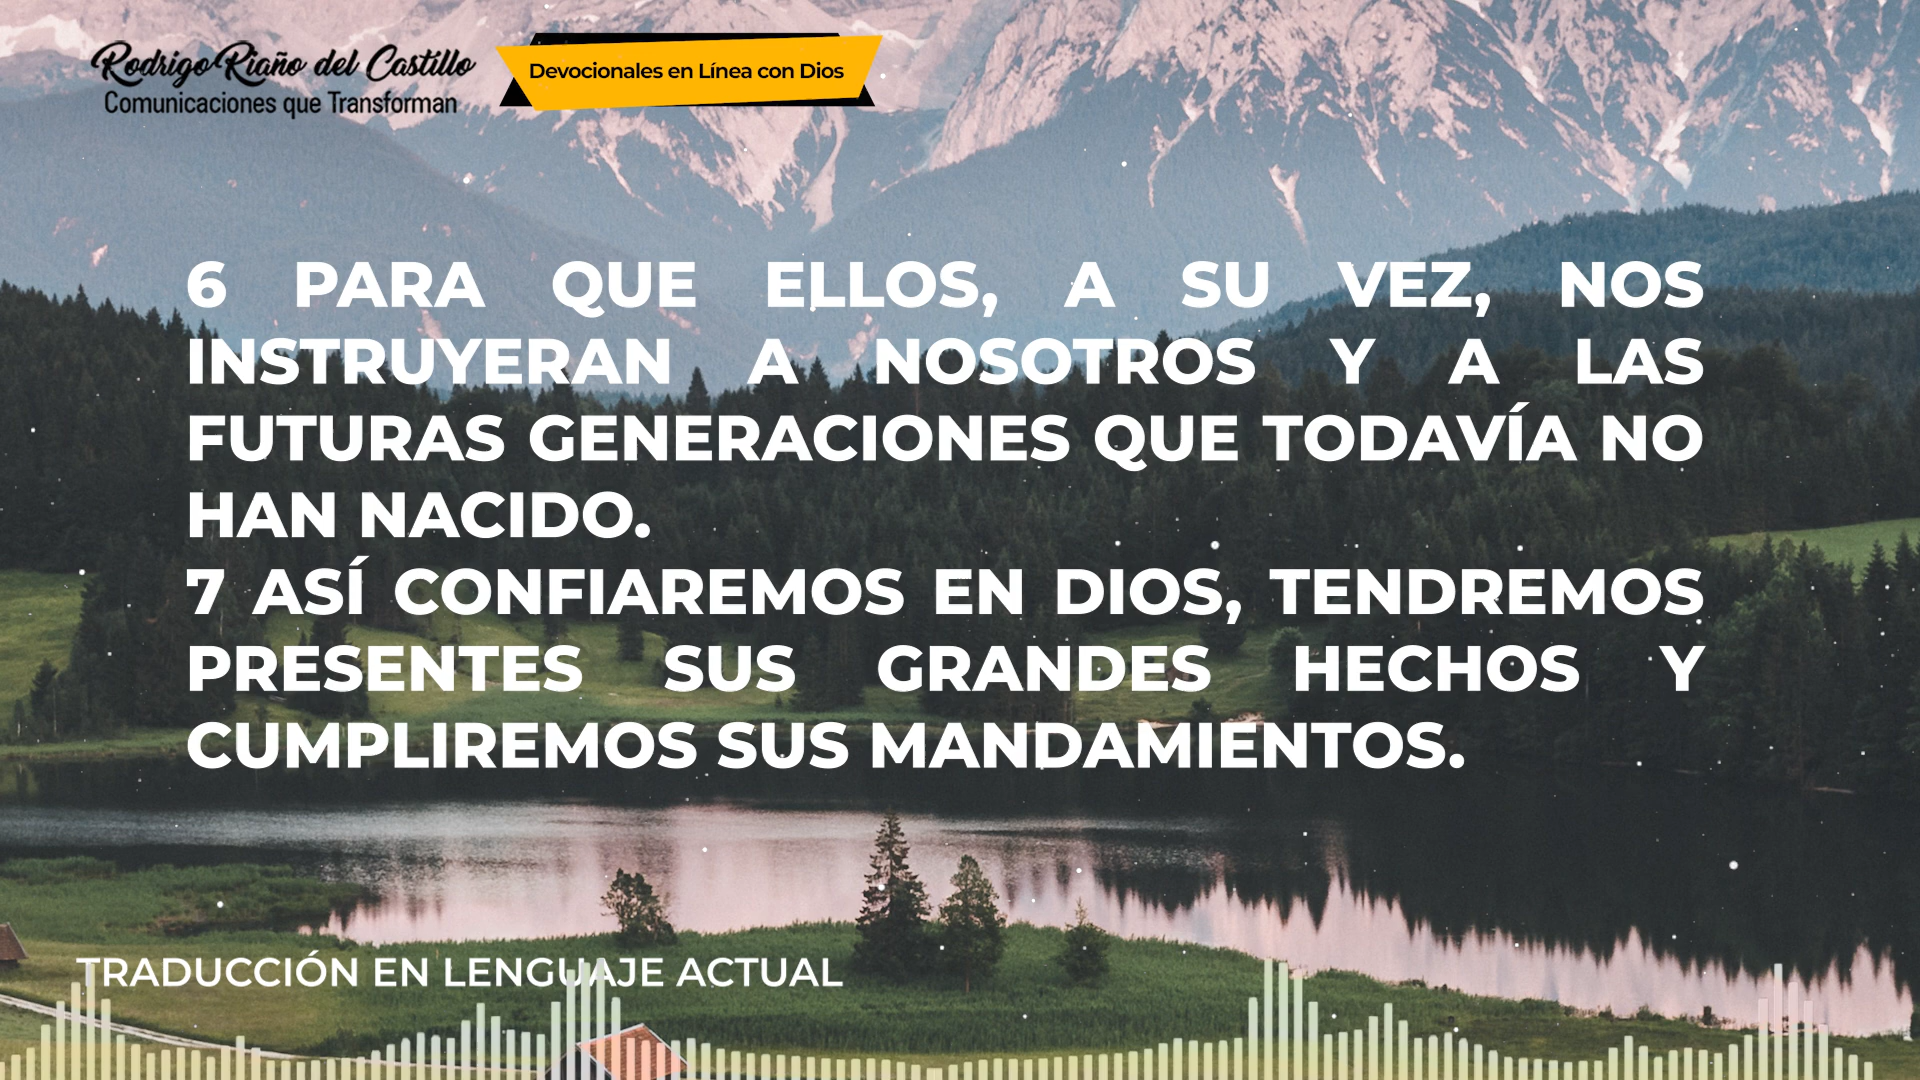 Rodrigo Riaño del Castillo
Comunicaciones que Transforman
Devocionales en Línea con Dios
6 PARA QUE ELLOS, A SU VEZ, NOS
INSTRUYERAN A NOSOTROS Y A LAS
FUTURAS GENERACIONES QUE TODAVÍA NO
HAN NACIDO.
7 ASÍ CONFIAREMOS EN DIOS, TENDREMOS
PRESENTES SUS GRANDES HECHOS Y
CUMPLIREMOS SUS MANDAMIENTOS.
TRADUCCIÓN EN LENGUAJE ACTUAL